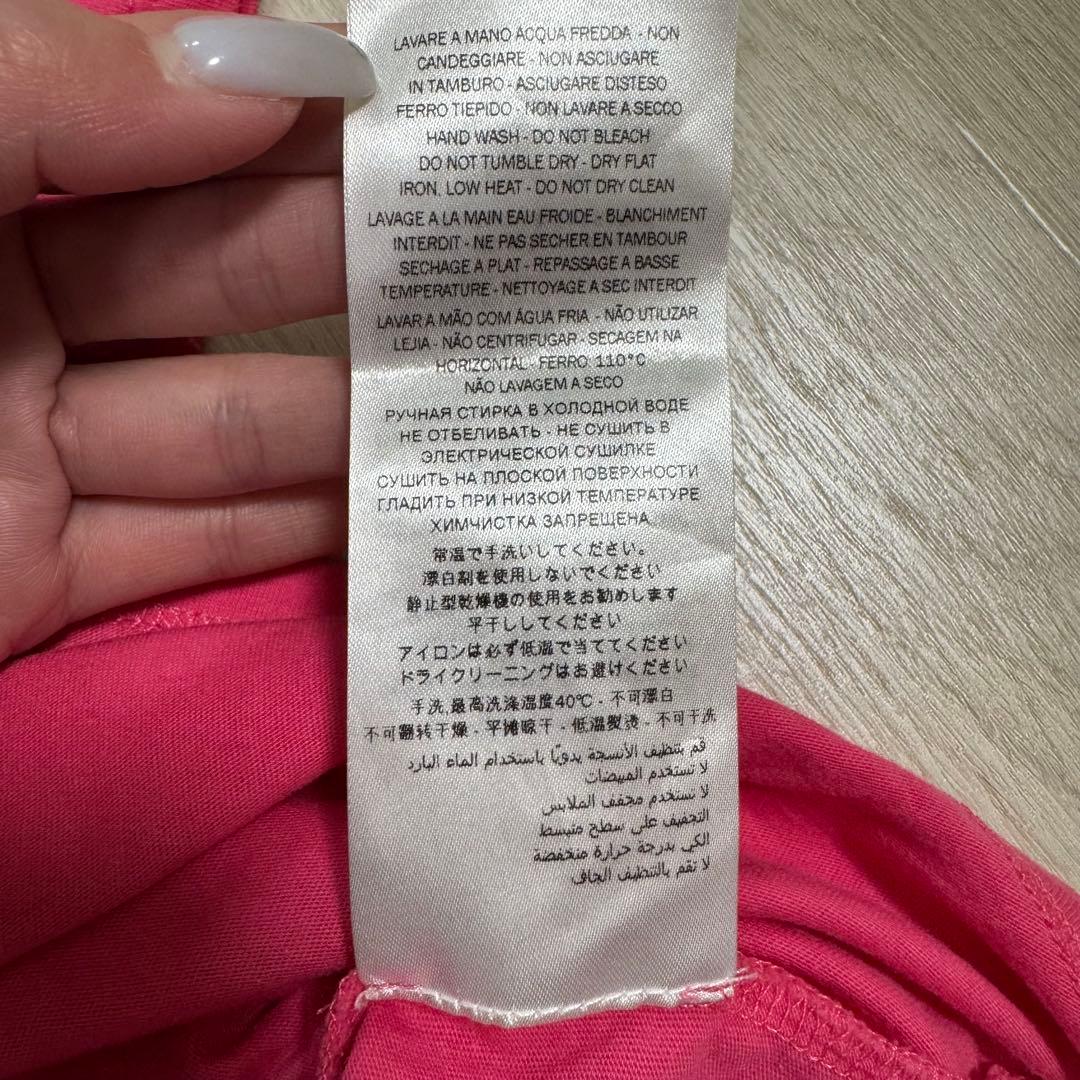 LAVARE A MANO ACQUA FREDDA - NON
CANDEGGIARE - NON ASCIUGARE
IN TAMBURO - ASCIUGARE DISTESO
FERRO TIEPIDO - NON LAVARE A SECCO
HAND WASH - DO NOT BLEACH
DO NOT TUMBLE DRY - DRY FLAT
IRON, LOW HEAT - DO NOT DRY CLEAN
LAVAGE A LA MAIN EAU FROIDE - BLANCHIMENT
INTERDIT - NE PAS SECHER EN TAMBOUR
SECHAGE A PLAT - REPASSAGE A BASSE
TEMPERATURE - NETTOYAGE A SEC INTERDIT
LAVAR A MÃO COM ÁGUA FRIA - NÃO UTILIZAR
LEJIA - NÃO CENTRIFUGAR - SECAGEM NA
HORIZONTAL - FERRO 110°C
NÃO LAVAGEM A SECO
РУЧНАЯ СТИРКА В ХОЛОДНОЙ ВОДЕ
НЕ ОТБЕЛИВАТЬ - НЕ СУШИТЬ В
ЭЛЕКТРИЧЕСКОЙ СУШИЛКЕ
СУШИТЬ НА ПЛОСКОЙ ПОВЕРХНОСТИ
ГЛАДИТЬ ПРИ НИЗКОЙ ТЕМПЕРАТУРЕ
ХИМЧИСТКА ЗАПРЕЩЕНА
常温で手洗いしてください。
漂白剤を使用しないでください
静止型乾燥機の使用をお勧めします
平干ししてください
アイロンは必ず低温で当ててください
ドライクリーニングはお避けください
手洗,最高洗涤温度40℃ - 不可漂白
不可翻转干燥 - 平摊晾干 - 低温熨烫 - 不可干洗
قم بتنظيف الأنسجة يدويًا باستخدام الماء البارد
لا تستخدم المبيضات
لا تستخدم مجفف الملابس
التجفيف على سطح منبسط
الكي بدرجة حرارة منخفضة
لا تقم بالتنظيف الجاف